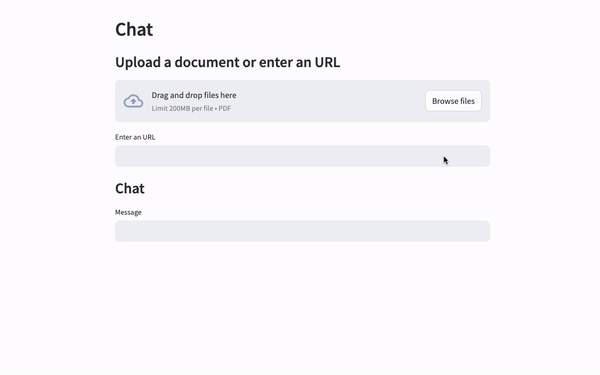 Chat
Upload a document or enter an URL
Drag and drop files here
Limit 200MB per file • PDF
Browse files
Enter an URL
Chat
Message